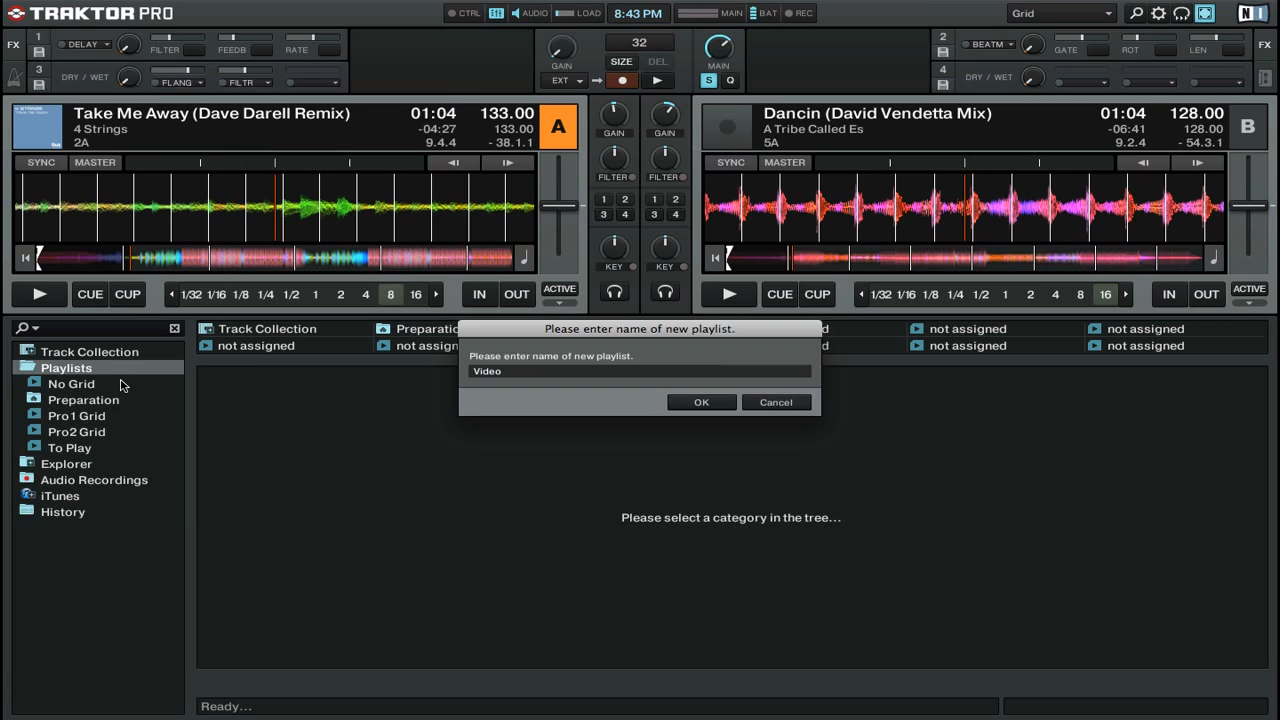 TRAKTOR PRO
CTRL AUDIO LOAD 8:43 PM MAIN BAT REC Grid
FX 1 DELAY FILTER FEEDB RATE
3 DRY / WET FLANG FILTR
GAIN 32 MAIN
SIZE DEL
EXT S Q
2 BEATM GATE ROT LEN FX
4 DRY / WET
Take Me Away (Dave Darell Remix) 01:04 133.00 A
4 Strings -04:27 133.00
2A 9.4.4 - 38.1.1
SYNC MASTER
CUE CUP 1/32 1/16 1/8 1/4 1/2 1 2 4 8 16 IN OUT ACTIVE
GAIN GAIN
FILTER FILTER
1 2 1 2
3 4 3 4
KEY KEY
Dancin (David Vendetta Mix) 01:04 128.00 B
A Tribe Called Es -06:41 128.00
5A 9.2.4 - 54.3.1
SYNC MASTER
CUE CUP 1/32 1/16 1/8 1/4 1/2 1 2 4 8 16 IN OUT ACTIVE
Track Collection
Playlists
No Grid
Preparation
Pro1 Grid
Pro2 Grid
To Play
Explorer
Audio Recordings
iTunes
History
Track Collection Preparatio not assigned not assigned
not assigned not assigned not assigned
Please enter name of new playlist.
Please enter name of new playlist.
Video
OK Cancel
Please select a category in the tree...
Ready...